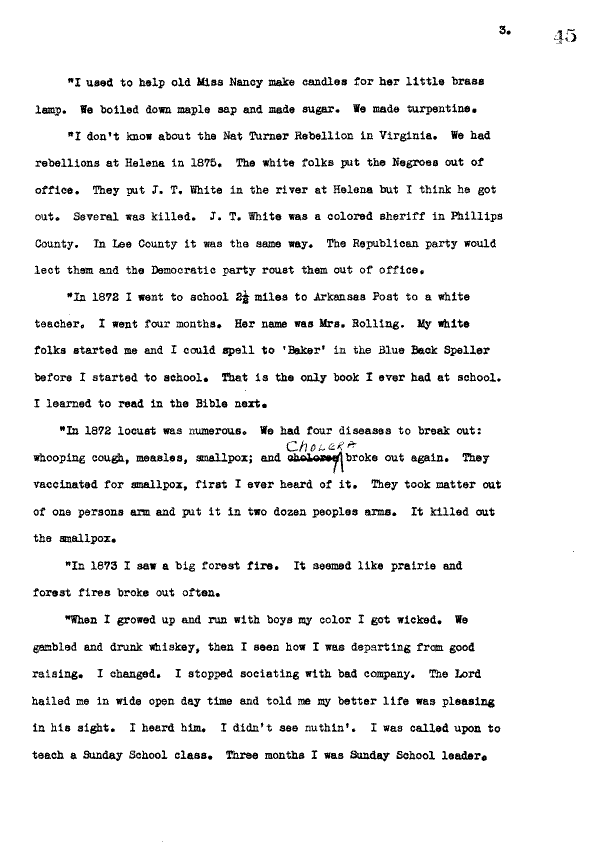 3. 45
"I used to help old Miss Nancy make candles for her little brass
lamp. We boiled down maple sap and made sugar. We made turpentine.
"I don't know about the Nat Turner Rebellion in Virginia. We had
rebellions at Helena in 1875. The white folks put the Negroes out of
office. They put J. T. White in the river at Helena but I think he got
out. Several was killed. J. T. White was a colored sheriff in Phillips
County. In Lee County it was the same way. The Republican party would
lect them and the Democratic party roust them out of office.
"In 1872 I went to school 2½ miles to Arkansas Post to a white
teacher. I went four months. Her name was Mrs. Rolling. My white
folks started me and I could spell to 'Baker' in the Blue Back Speller
before I started to school. That is the only book I ever had at school.
I learned to read in the Bible next.
"In 1872 locust was numerous. We had four diseases to break out:
CHOLERA
whooping cough, measles, smallpox; and broke out again. They
vaccinated for smallpox, first I ever heard of it. They took matter out
of one persons arm and put it in two dozen peoples arms. It killed out
the smallpox.
"In 1873 I saw a big forest fire. It seemed like prairie and
forest fires broke out often.
"When I growed up and run with boys my color I got wicked. We
gambled and drunk whiskey, then I seen how I was departing from good
raising. I changed. I stopped sociating with bad company. The Lord
hailed me in wide open day time and told me my better life was pleasing
in his sight. I heard him. I didn't see nuthin'. I was called upon to
teach a Sunday School class. Three months I was Sunday School leader.